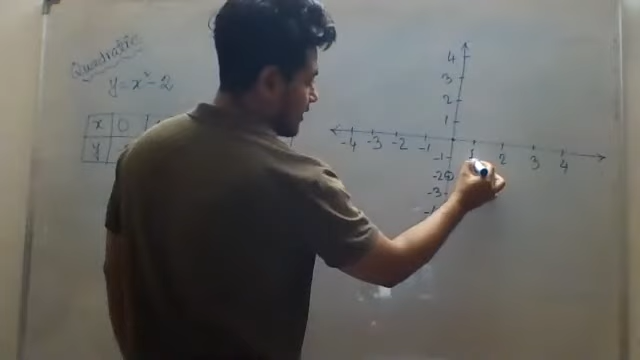 Quadratic
y = x² - 2
x 0
y
4
3
2
1
-4 -3 -2 -1 1 2 3 4
-1
-2
-3